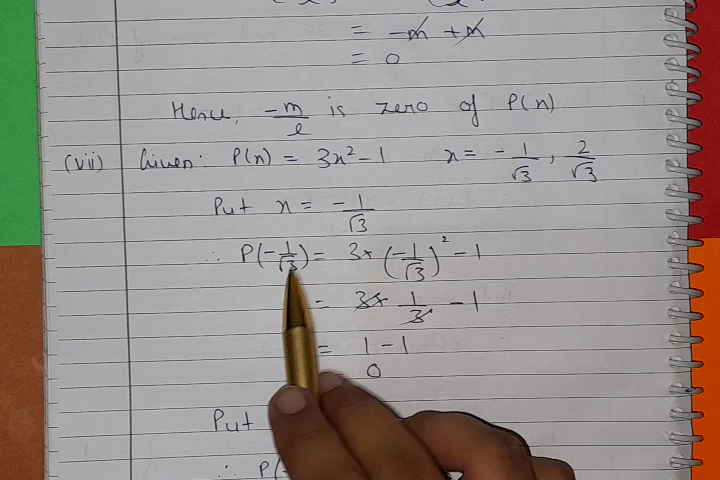 = -m + m
= 0
Hence, -m/l is zero of P(x)
(vii) Given: P(x) = 3x² - 1 x = - 1/√3, 2/√3
Put x = - 1/√3
∴ P(- 1/√3) = 3× (-1/√3)² - 1
= 3× 1/3 - 1
= 1 - 1
0
Put
∴ P(-